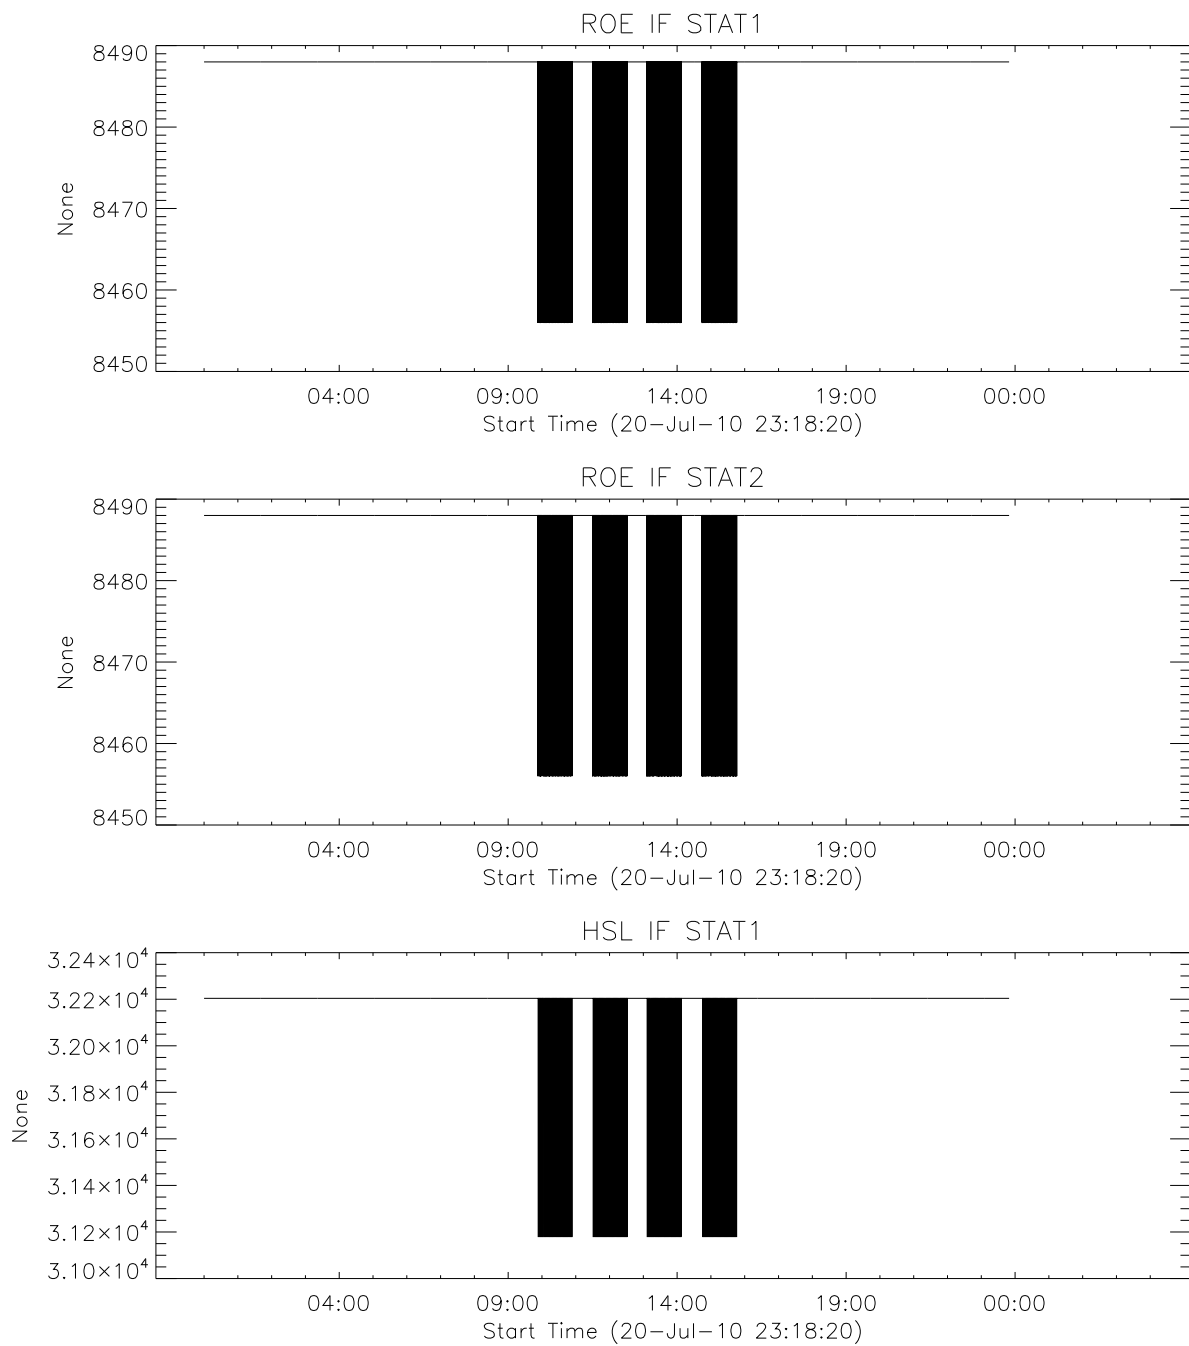 ROE IF STAT1
8490
8480
8470
8460
8450
None
04:00 09:00 14:00 19:00 00:00
Start Time (20-Jul-10 23:18:20)
ROE IF STAT2
8490
8480
8470
8460
8450
None
04:00 09:00 14:00 19:00 00:00
Start Time (20-Jul-10 23:18:20)
HSL IF STAT1
3.24×10⁴
3.22×10⁴
3.20×10⁴
3.18×10⁴
3.16×10⁴
3.14×10⁴
3.12×10⁴
3.10×10⁴
None
04:00 09:00 14:00 19:00 00:00
Start Time (20-Jul-10 23:18:20)